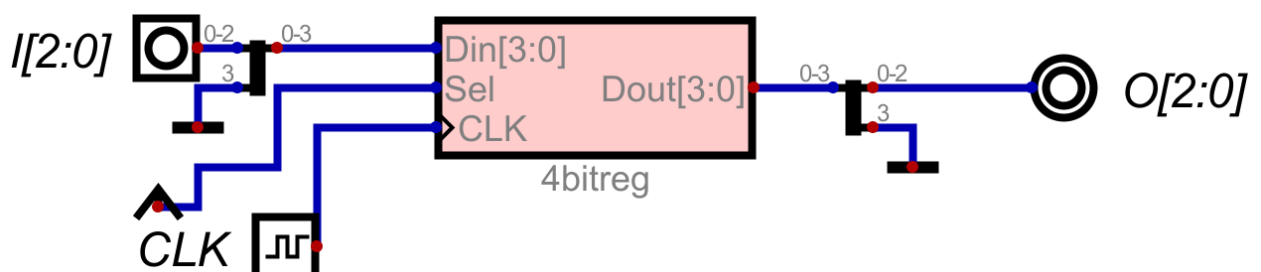 I[2:0]
0-2
0-3
3
Din[3:0]
Sel
CLK
Dout[3:0]
4bitreg
0-3
0-2
3
O[2:0]
CLK